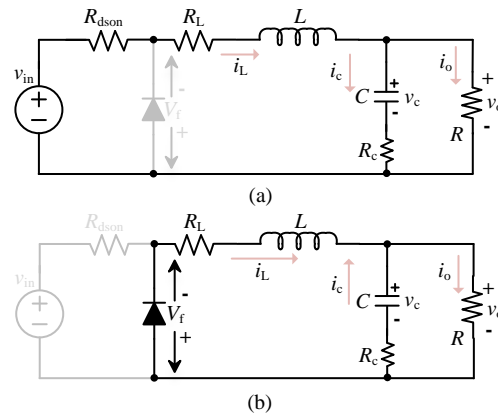 R_dson R_L L
v_in i_L i_c i_o
+ - V_f + C + v_c - R_c + R v_o -
(a)
R_dson R_L L
v_in i_L i_c i_o
+ - V_f + C + v_c - R_c + R -
(b)